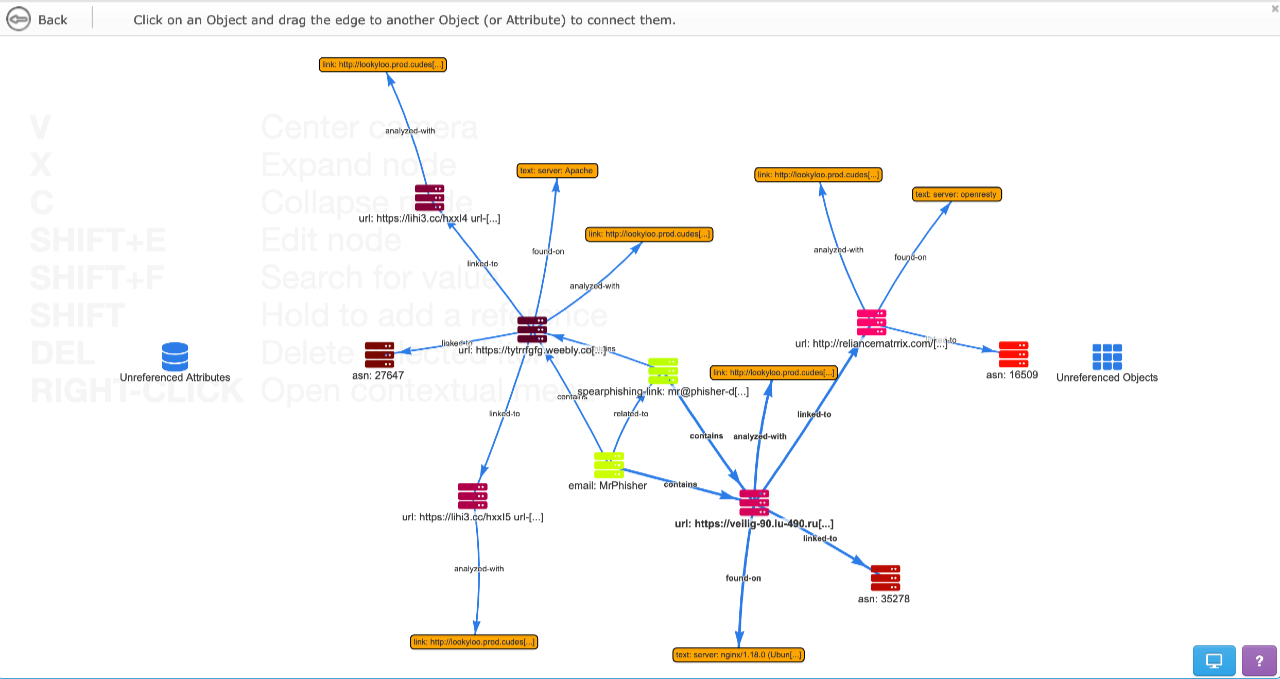 Back
Click on an Object and drag the edge to another Object (or Attribute) to connect them.
link: http://lookyloo.prod.cudes[...]
V Center camera
analyzed-with
X Expand node
text: server: Apache
link: http://lookyloo.prod.cudes[...]
text: server: openresty
C Collapse node
url: https://lihi3.cc/hxxl4 url-[...]
link: http://lookyloo.prod.cudes[...]
SHIFT+E Edit node
found-on
analyzed-with
found-on
linked-to
SHIFT+F Search for value
analyzed-with
SHIFT Hold to add a reference
linked-to
url: https://tytrrfgfg.weebly.co[...]
url: http://reliancematrrix.com/[...]
DEL Delete
asn: 27647
Unreferenced Attributes
asn: 16509
Unreferenced Objects
link: http://lookyloo.prod.cudes[...]
RIGHT-CLICK Open contextual
spearphishing-link: mr@phisher-d[...]
contains
linked-to
related-to
linked-to
contains
analyzed-with
email: MrPhisher
contains
url: https://lihi3.cc/hxxl5 url-[...]
url: https://veilig-90.lu-490.ru[...]
linked-to
analyzed-with
found-on
asn: 35278
link: http://lookyloo.prod.cudes[...]
text: server: nginx/1.18.0 (Ubun[...]
?